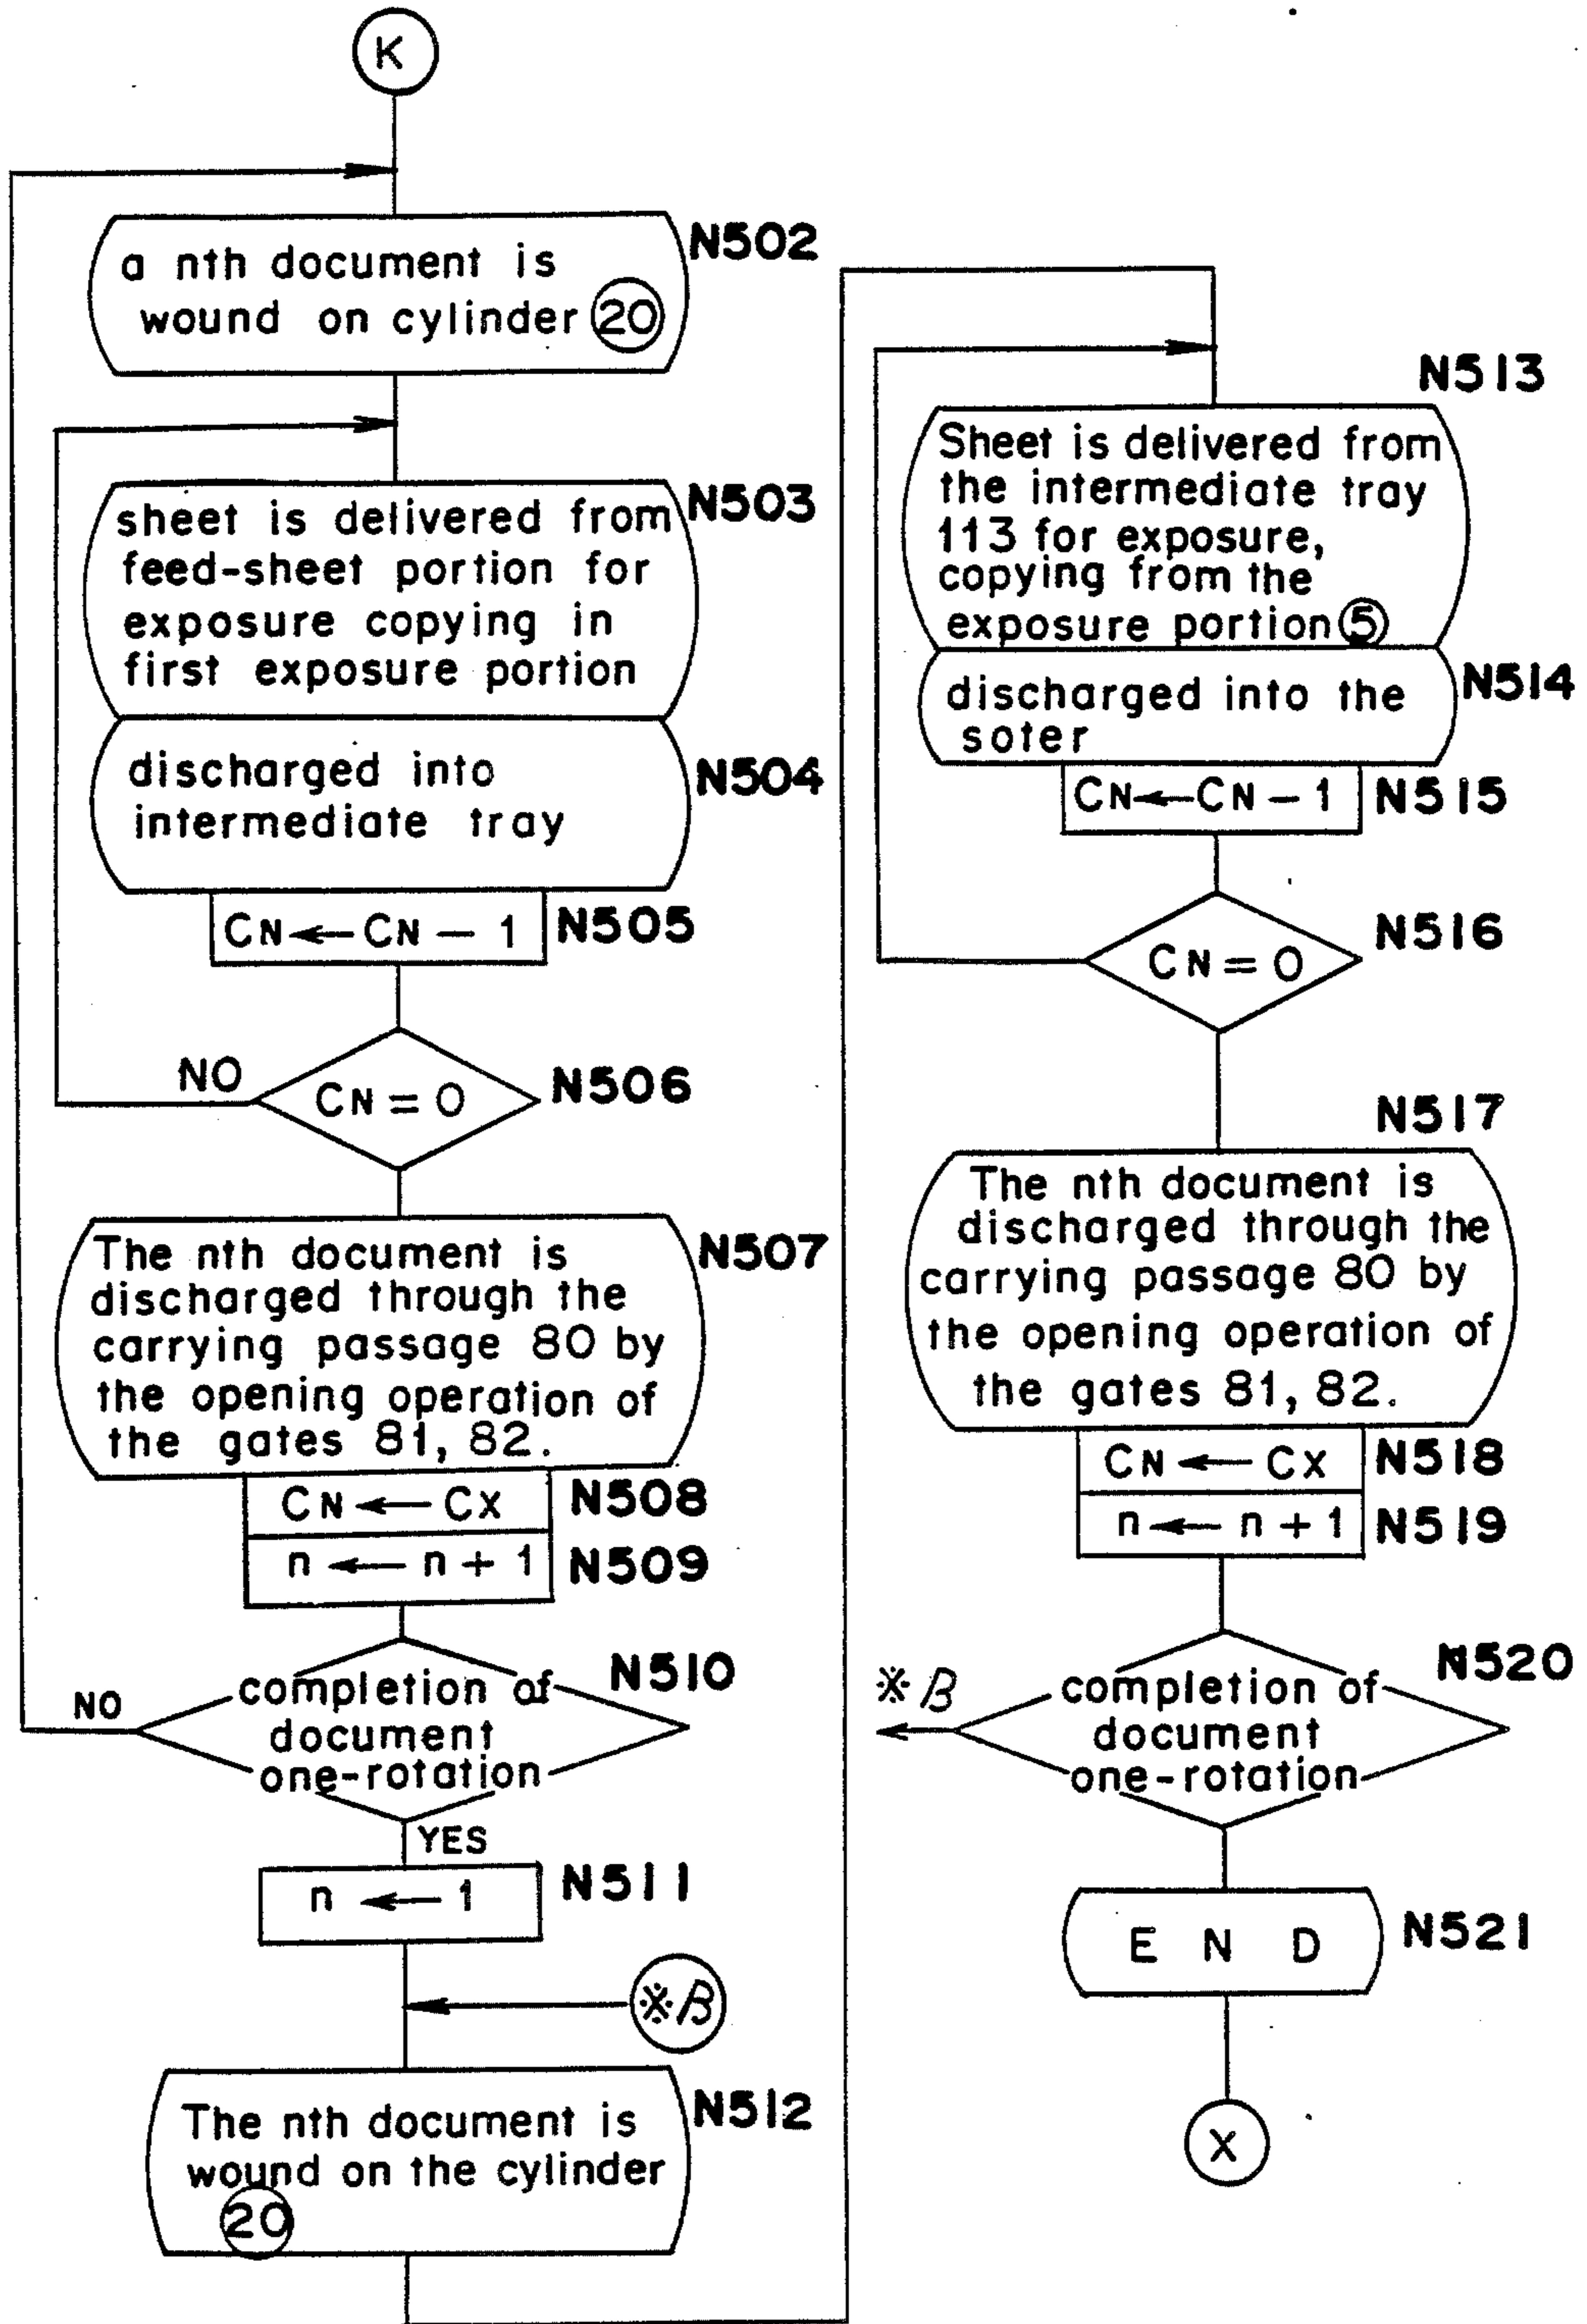 K
a nth document is
wound on cylinder 20
N502
sheet is delivered from
feed-sheet portion for
exposure copying in
first exposure portion
N503
discharged into
intermediate tray
N504
CN ← CN – 1
N505
CN = 0
N506
NO
The nth document is
discharged through the
carrying passage 80 by
the opening operation of
the gates 81, 82.
N507
CN ← CX
N508
n ← n + 1
N509
completion of
document
one-rotation
N510
NO
YES
n ← 1
N511
※β
The nth document is
wound on the cylinder
20
N512
N513
Sheet is delivered from
the intermediate tray
113 for exposure,
copying from the
exposure portion 5
discharged into the
soter
N514
CN ← CN – 1
N515
CN = 0
N516
N517
The nth document is
discharged through the
carrying passage 80 by
the opening operation of
the gates 81, 82.
CN ← CX
N518
n ← n + 1
N519
completion of
document
one-rotation
N520
※β
END
N521
X